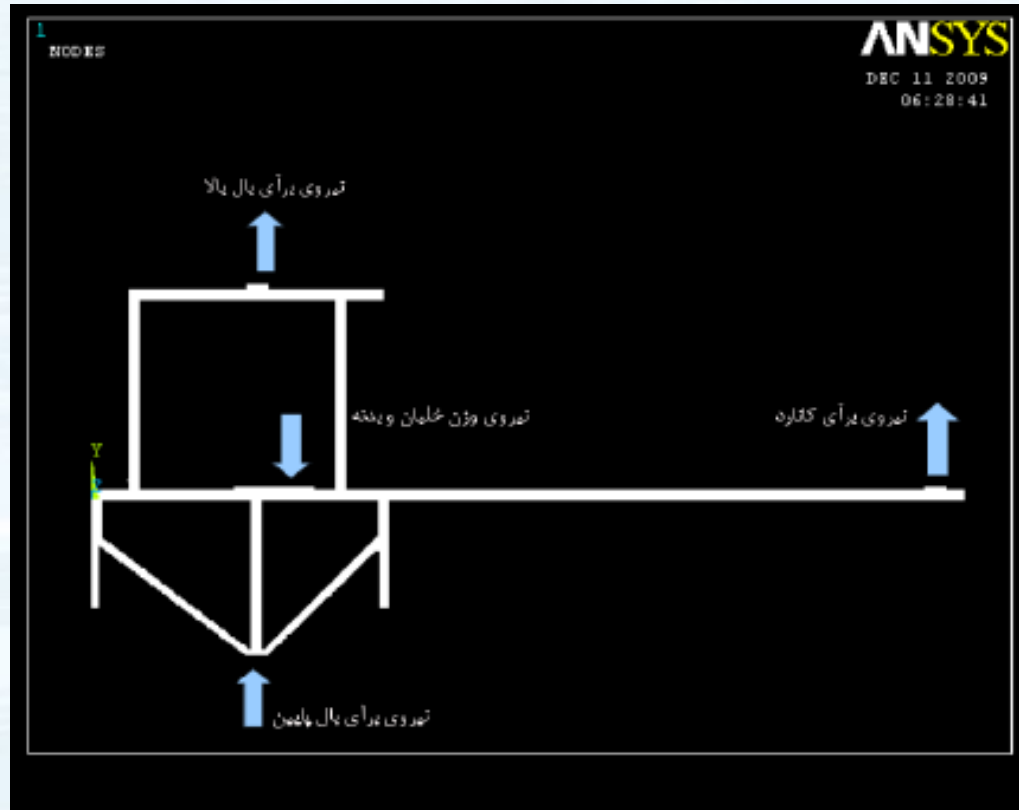 1
NODES
ANSYS
DEC 11 2009
06:28:41
نیروی برآی بال بالا
نیروی وزن خلبان و بدنه
نیروی برآی کانارد
Y
نیروی برآی بال پایین